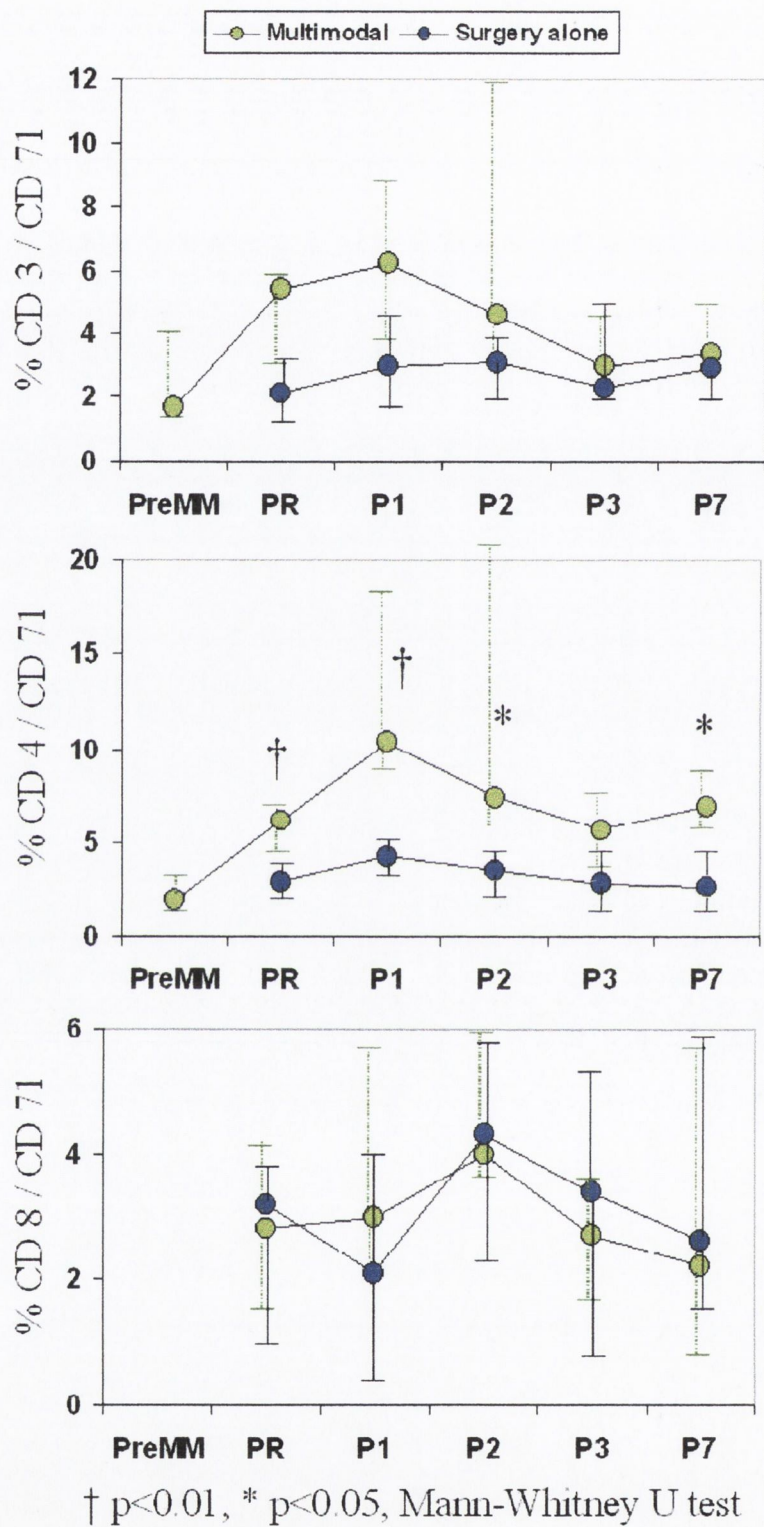 Multimodal Surgery alone
% CD 3 / CD 71
12
10
8
6
4
2
0
PreMM PR P1 P2 P3 P7
% CD 4 / CD 71
20
15
10
5
0
† † * *
PreMM PR P1 P2 P3 P7
% CD 8 / CD 71
6
4
2
0
PreMM PR P1 P2 P3 P7
† p<0.01, * p<0.05, Mann-Whitney U test